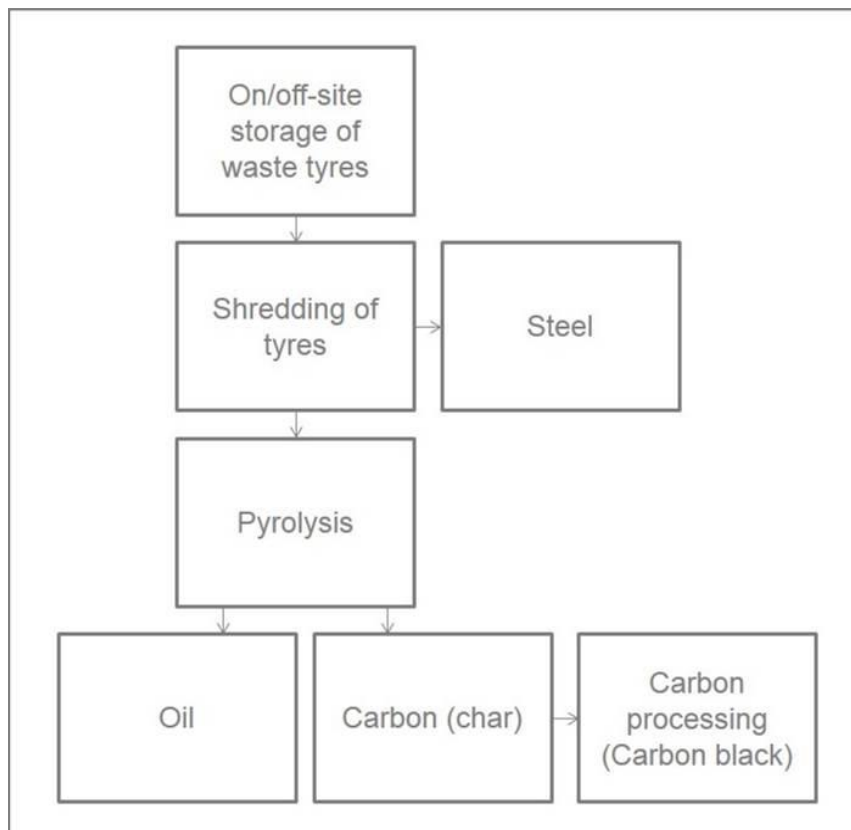 On/off-site
storage of
waste tyres
Shredding of
tyres
Steel
Pyrolysis
Oil
Carbon (char)
Carbon
processing
(Carbon black)